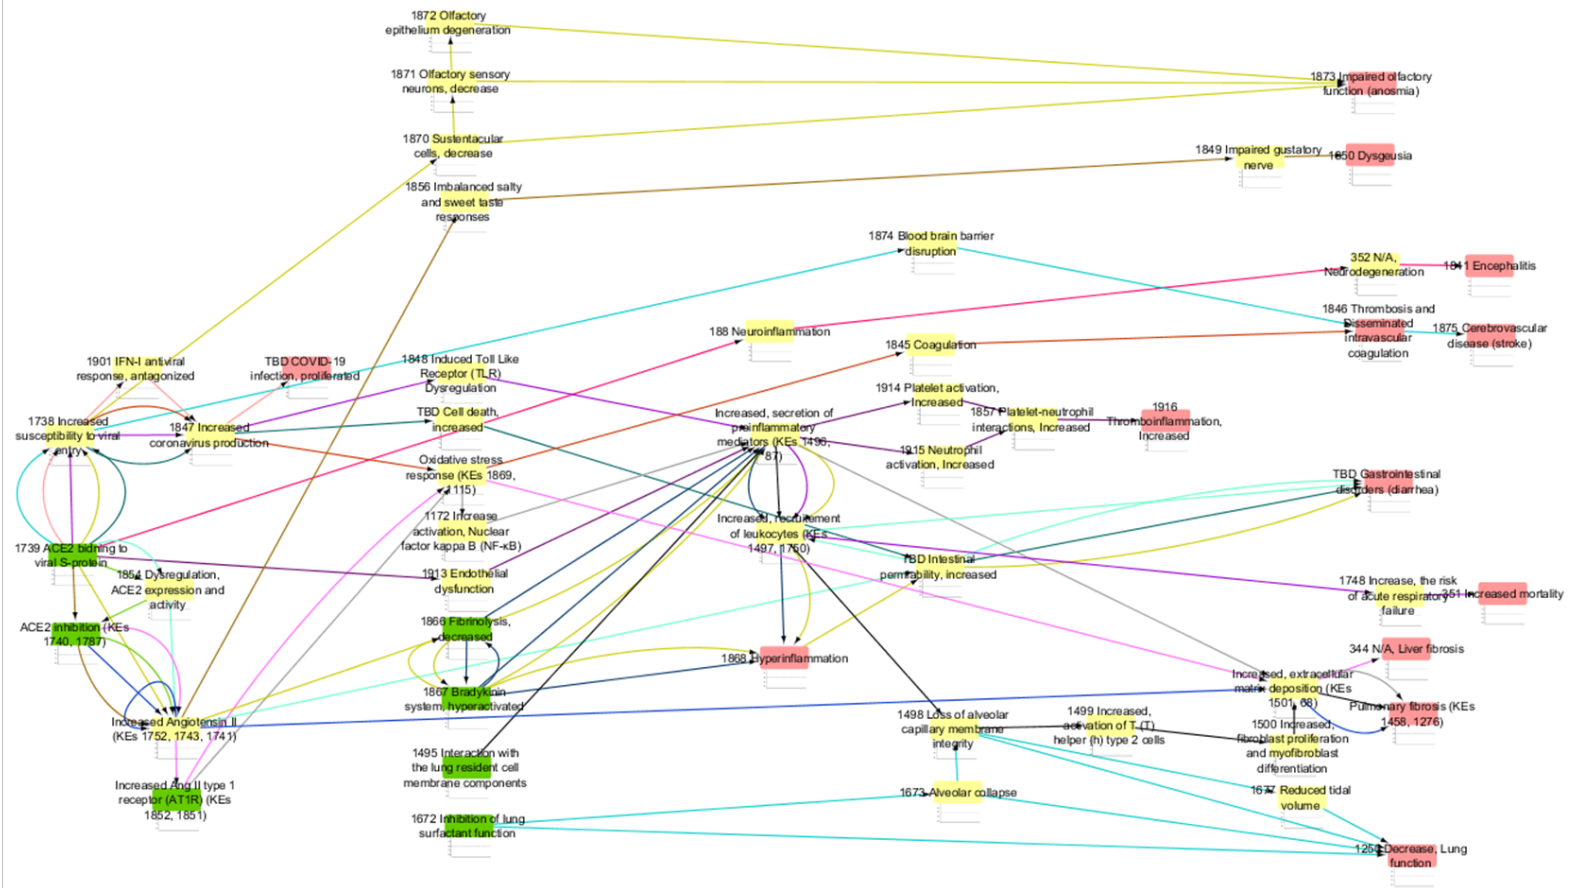 1872 Olfactory
epithelium degeneration
1871 Olfactory sensory
neurons, decrease
1873 Impaired olfactory
function (anosmia)
1870 Sustentacular
cells, decrease
1849 Impaired gustatory
nerve
1850 Dysgeusia
1856 Imbalanced salty
and sweet taste
responses
1874 Blood brain barrier
disruption
352 N/A,
Neurodegeneration
1841 Encephalitis
1846 Thrombosis and
Disseminated
intravascular
coagulation
1875 Cerebrovascular
disease (stroke)
188 Neuroinflammation
1845 Coagulation
1901 IFN-I antiviral
response, antagonized
TBD COVID-19
infection, proliferated
1848 Induced Toll Like
Receptor (TLR)
Dysregulation
1914 Platelet activation,
Increased
1738 Increased
susceptibility to viral
entry
1847 Increased
coronavirus production
TBD Cell death,
increased
Increased, secretion of
proinflammatory
mediators (KEs 1496,
87)
1857 Platelet-neutrophil
interactions, Increased
1916
Thromboinflammation,
Increased
1915 Neutrophil
activation, Increased
Oxidative stress
response (KEs 1869,
1115)
TBD Gastrointestinal
disorders (diarrhea)
1172 Increase
activation, Nuclear
factor kappa B (NF-κB)
Increased, recruitement
of leukocytes (KEs
1497, 1750)
1739 ACE2 bidning to
viral S-protein
1854 Dysregulation,
ACE2 expression and
activity
1913 Endothelial
dysfunction
TBD Intestinal
permability, increased
1748 Increase, the risk
of acute respiratory
failure
351 Increased mortality
ACE2 inhibition (KEs
1740, 1787)
1866 Fibrinolysis,
decreased
1868 Hyperinflammation
344 N/A, Liver fibrosis
1867 Bradykinin
system, hyperactivated
Increased, extracellular
matrix deposition (KEs
1501, 68)
Pulmonary fibrosis (KEs
1458, 1276)
Increased Angiotensin II
(KEs 1752, 1743, 1741)
1498 Loss of alveolar
capillary membrane
integrity
1499 Increased,
activation of T (T)
helper (h) type 2 cells
1500 Increased,
fibroblast proliferation
and myofibroblast
differentiation
1495 Interaction with
the lung resident cell
membrane components
Increased Ang II type 1
receptor (AT1R) (KEs
1852, 1851)
1673 Alveolar collapse
1677 Reduced tidal
volume
1672 Inhibition of lung
surfactant function
1250 Decrease, Lung
function